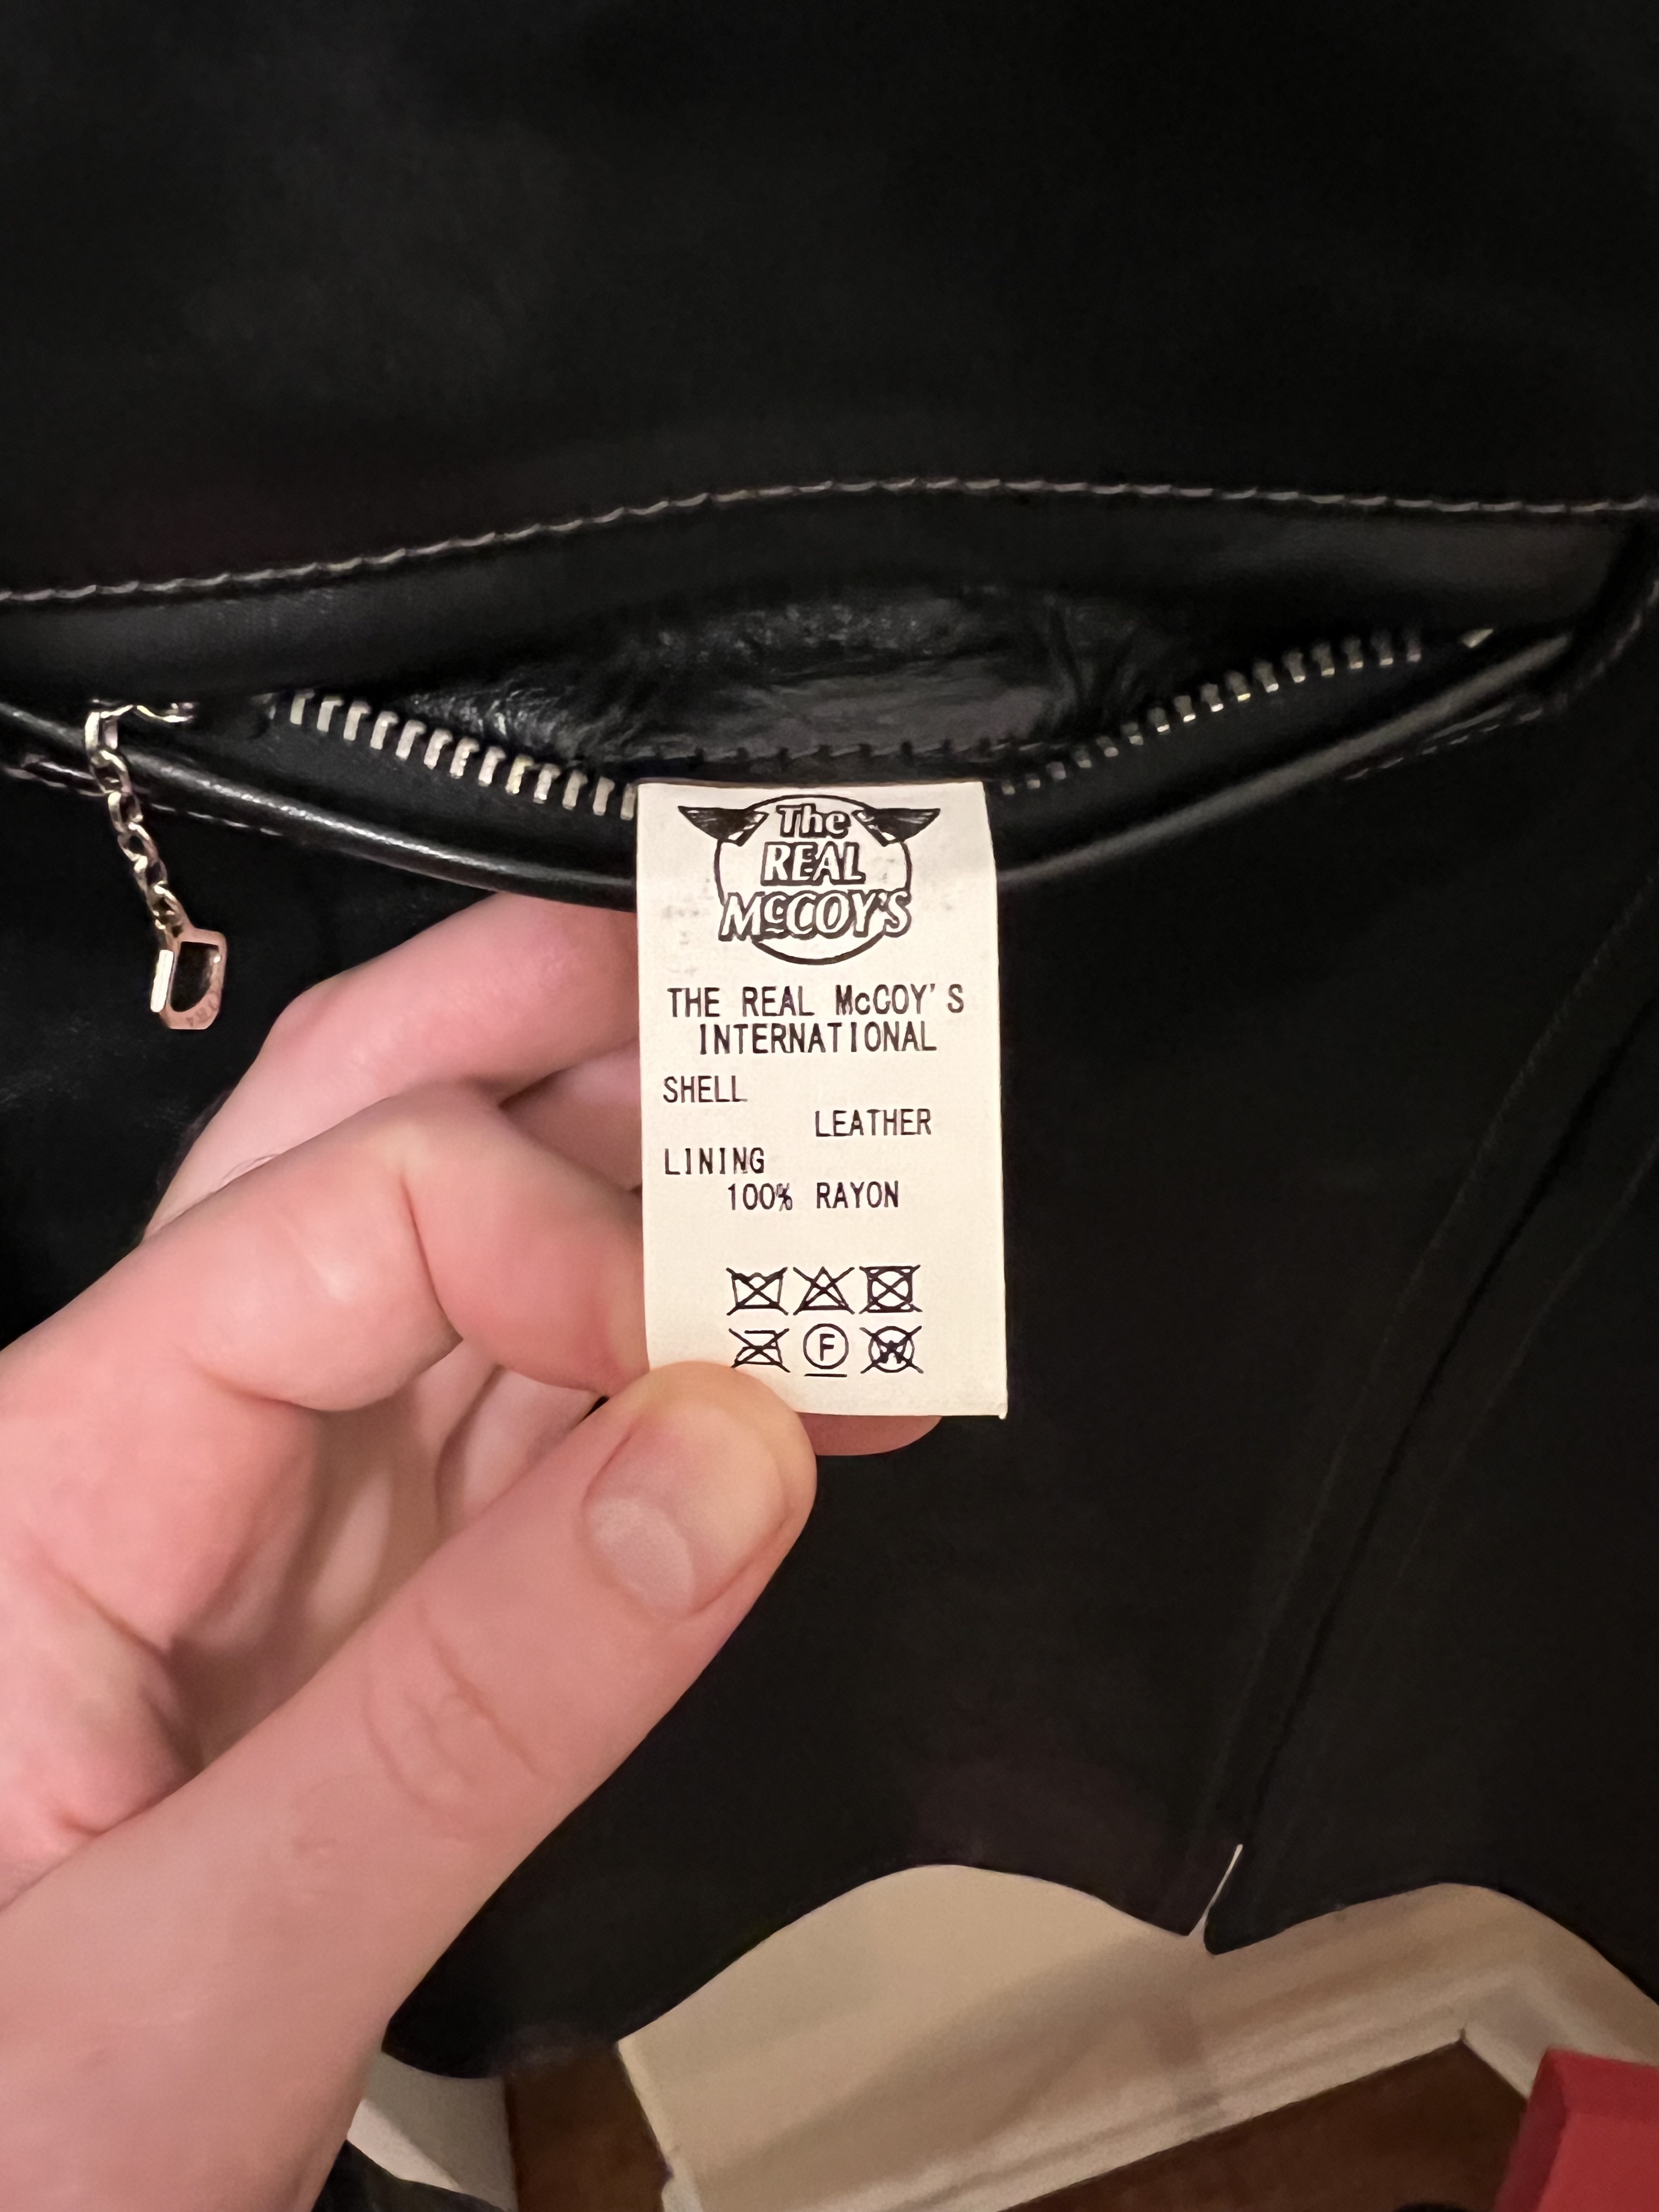 The
REAL
McCOY'S
THE REAL McCOY'S
INTERNATIONAL
SHELL
LEATHER
LINING
100% RAYON
F
W